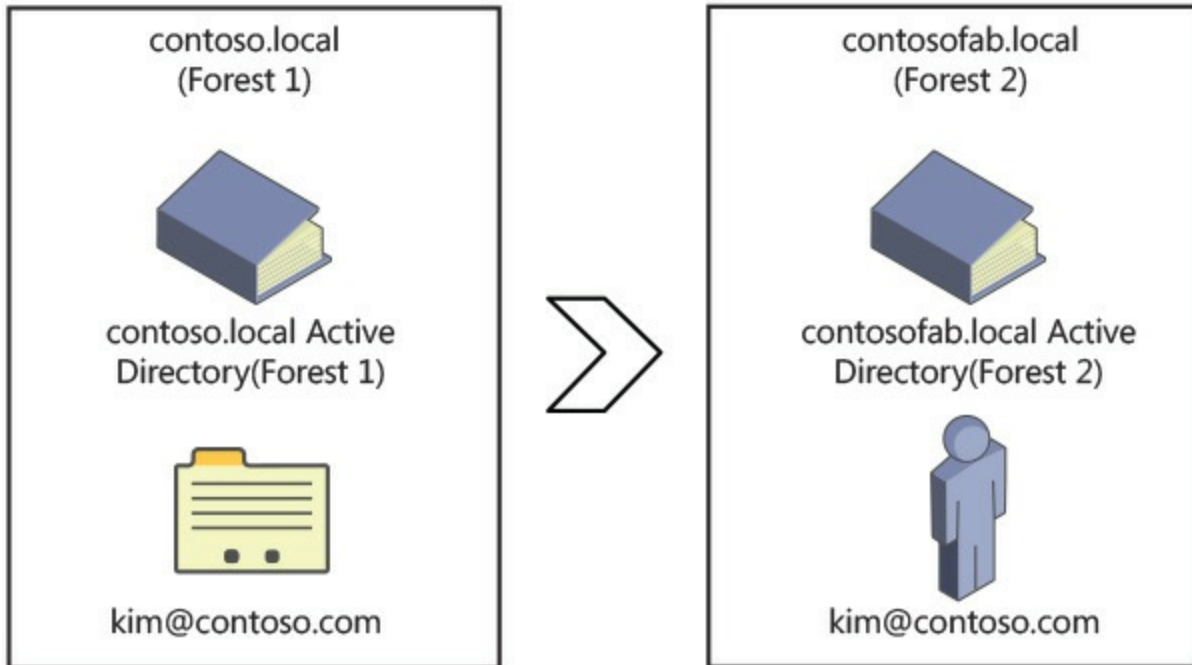 contoso.local
(Forest 1)
contoso.local Active
Directory(Forest 1)
kim@contoso.com
contosofab.local
(Forest 2)
contosofab.local Active
Directory(Forest 2)
kim@contoso.com